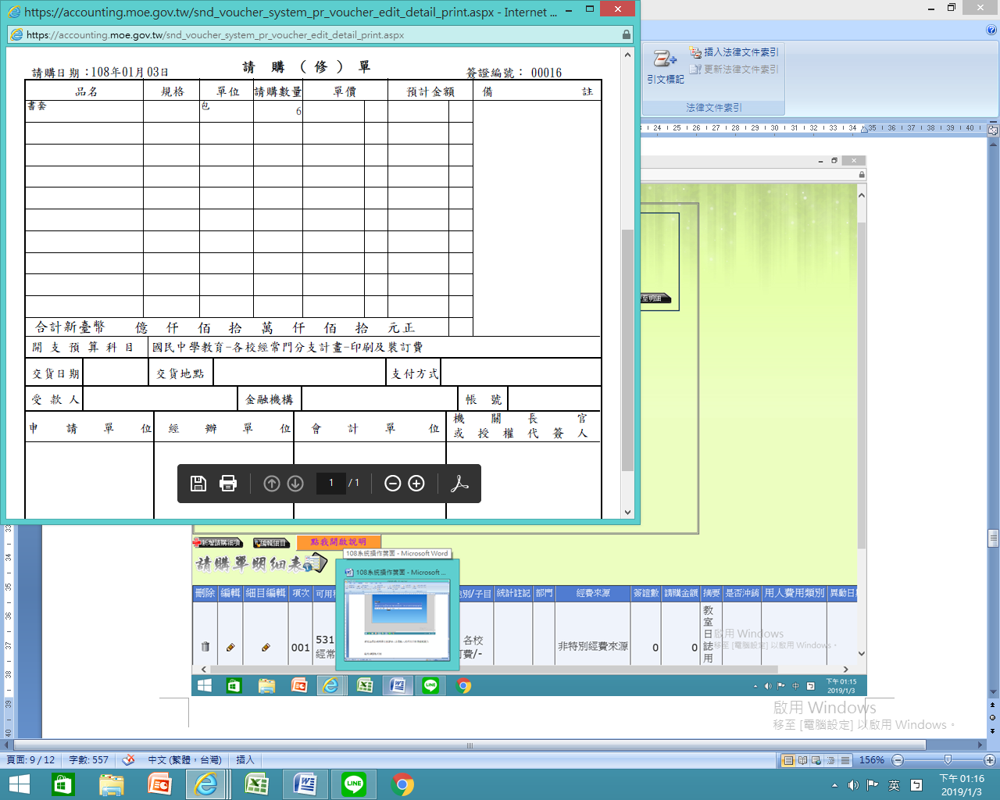 https://accounting.moe.gov.tw/snd_voucher_system_pr_voucher_edit_detail_print.aspx - Internet ...
https://accounting.moe.gov.tw/snd_voucher_system_pr_voucher_edit_detail_print.aspx
請購(修)單
請購日期:108年01月03日
簽證編號: 00016
品名 規格 單位 請購數量 單價 預計金額 備 註
書套 包 6
合計新臺幣 億 仟 佰 拾 萬 仟 佰 拾 元正
開支預算科目 國民中學教育-各校經常門分支計畫-印刷及裝訂費
交貨日期 交貨地點 支付方式
受款人 金融機構 帳號
申請單位 經辦單位 會計單位 機關長官
或授權代簽人
1 / 1
引文標記
插入法律文件索引
更新法律文件索引
法律文件索引
24 25 26 27 28 29 30 31 32 33 34 35 36 37 38 39 40
33
34
35
36
37
38
39
40
至明細
新增請購細項 編輯細目 點我開啟說明
請購單明細表
108系統操作畫面 - Microsoft Word
108系統操作畫面 - Microsoft ...
刪除 編輯 細目編輯 項次 可用 別/子目 統計註記 部門 經費來源 簽證數 請購金額 摘要 是否沖銷 用人費用類別 異動日
001 531 各校 非特別經費來源 0 0 教室日誌用
經常 訂費/-
啟用 Windows
移至 [電腦設定] 以啟用 Windows。
中
下午 01:15
2019/1/3
啟用 Windows
移至 [電腦設定] 以啟用 Windows。
頁面: 9 / 12 字數: 557 中文 (繁體，台灣) 插入 156%
LINE
英 ㄅ
下午 01:16
2019/1/3